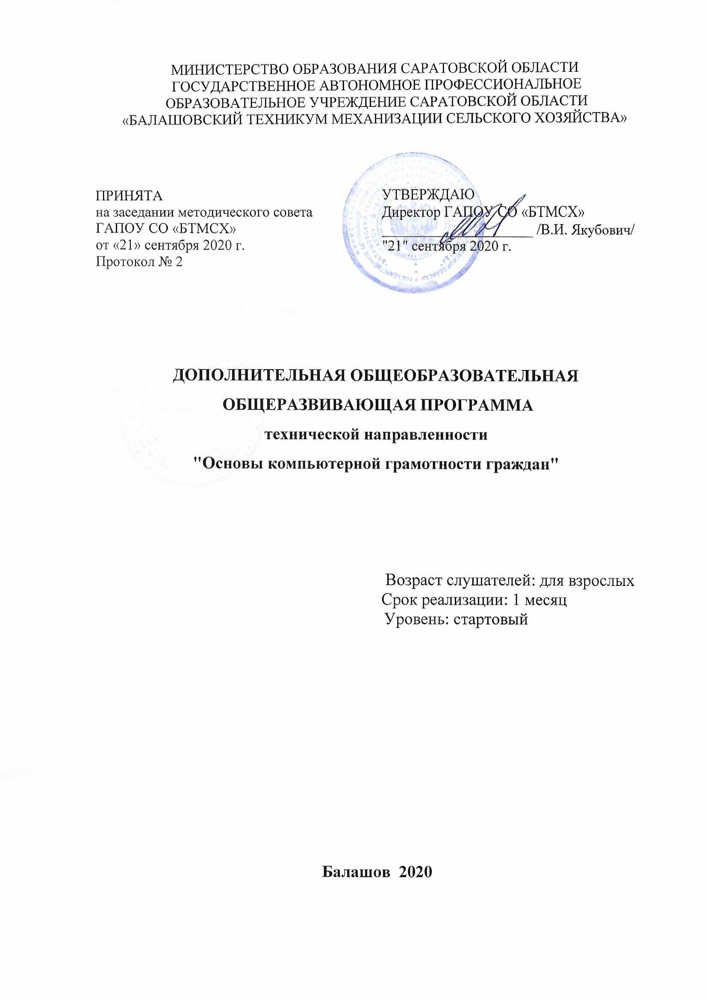 МИНИСТЕРСТВО ОБРАЗОВАНИЯ САРАТОВСКОЙ ОБЛАСТИ
ГОСУДАРСТВЕННОЕ АВТОНОМНОЕ ПРОФЕССИОНАЛЬНОЕ
ОБРАЗОВАТЕЛЬНОЕ УЧРЕЖДЕНИЕ САРАТОВСКОЙ ОБЛАСТИ
«БАЛАШОВСКИЙ ТЕХНИКУМ МЕХАНИЗАЦИИ СЕЛЬСКОГО ХОЗЯЙСТВА»
ПРИНЯТА
на заседании методического совета
ГАПОУ СО «БТМСХ»
от «21» сентября 2020 г.
Протокол № 2
УТВЕРЖДАЮ
Директор ГАПОУ СО «БТМСХ»
/В.И. Якубович/
"21" сентября 2020 г.
ДОПОЛНИТЕЛЬНАЯ ОБЩЕОБРАЗОВАТЕЛЬНАЯ
ОБЩЕРАЗВИВАЮЩАЯ ПРОГРАММА
технической направленности
"Основы компьютерной грамотности граждан"
Возраст слушателей: для взрослых
Срок реализации: 1 месяц
Уровень: стартовый
Балашов 2020